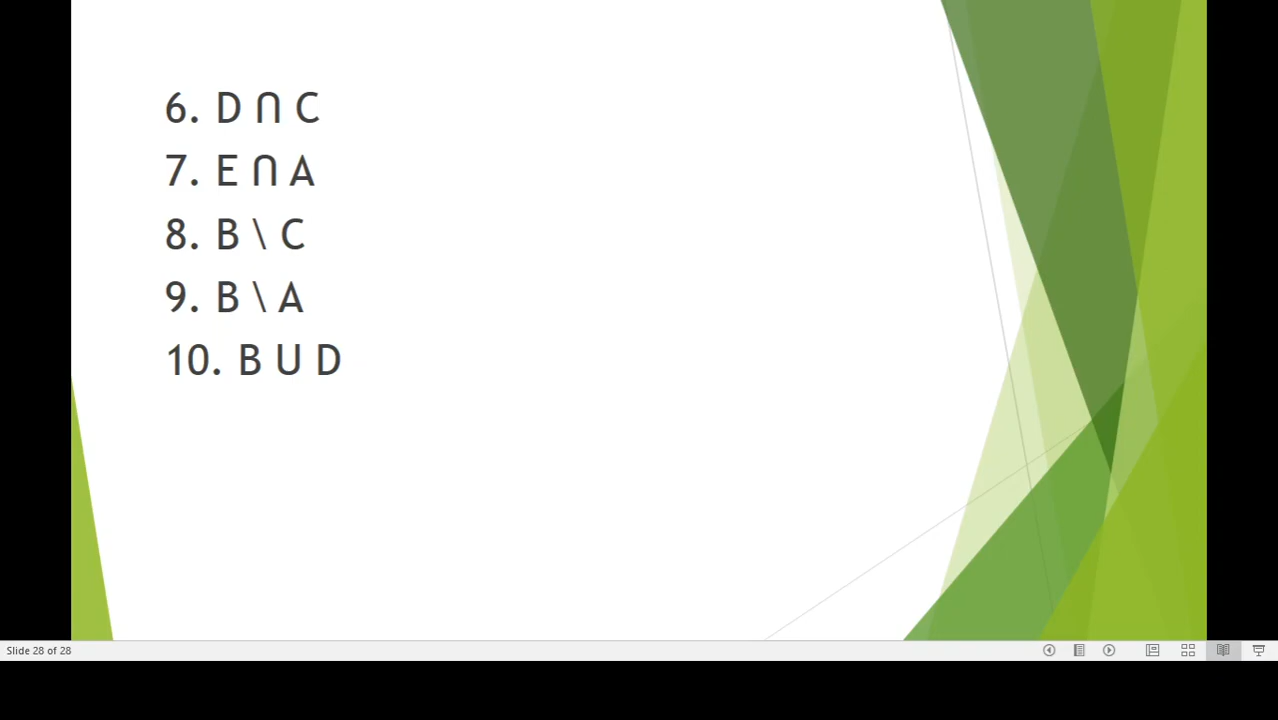 6. D ∩ C
7. E ∩ A
8. B \ C
9. B \ A
10. B U D
Slide 28 of 28